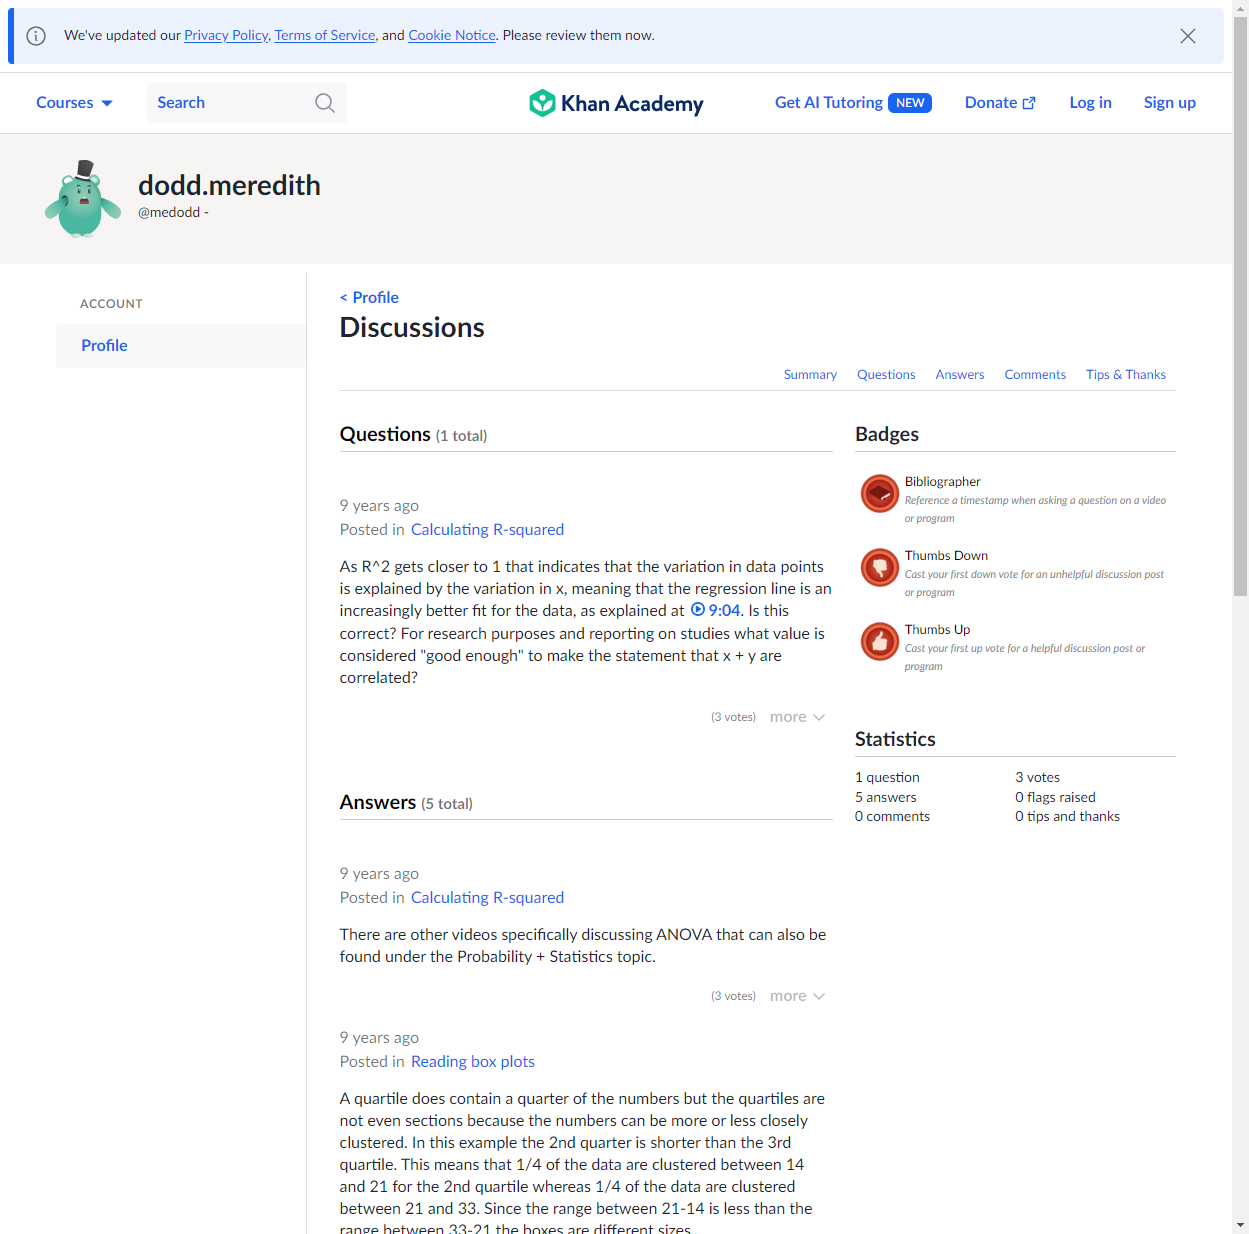 We've updated our Privacy Policy, Terms of Service, and Cookie Notice. Please review them now.
Courses
Search
Khan Academy
Get AI Tutoring NEW
Donate
Log in
Sign up
dodd.meredith
@medodd -
ACCOUNT
Profile
< Profile
Discussions
Summary Questions Answers Comments Tips & Thanks
Questions (1 total)
9 years ago
Posted in Calculating R-squared
As R^2 gets closer to 1 that indicates that the variation in data points
is explained by the variation in x, meaning that the regression line is an
increasingly better fit for the data, as explained at 9:04. Is this
correct? For research purposes and reporting on studies what value is
considered "good enough" to make the statement that x + y are
correlated?
(3 votes) more
Answers (5 total)
9 years ago
Posted in Calculating R-squared
There are other videos specifically discussing ANOVA that can also be
found under the Probability + Statistics topic.
(3 votes) more
9 years ago
Posted in Reading box plots
A quartile does contain a quarter of the numbers but the quartiles are
not even sections because the numbers can be more or less closely
clustered. In this example the 2nd quarter is shorter than the 3rd
quartile. This means that 1/4 of the data are clustered between 14
and 21 for the 2nd quartile whereas 1/4 of the data are clustered
between 21 and 33. Since the range between 21-14 is less than the
range between 33-21 the boxes are different sizes.
Badges
Bibliographer
Reference a timestamp when asking a question on a video
or program
Thumbs Down
Cast your first down vote for an unhelpful discussion post
or program
Thumbs Up
Cast your first up vote for a helpful discussion post or
program
Statistics
1 question
5 answers
0 comments
3 votes
0 flags raised
0 tips and thanks